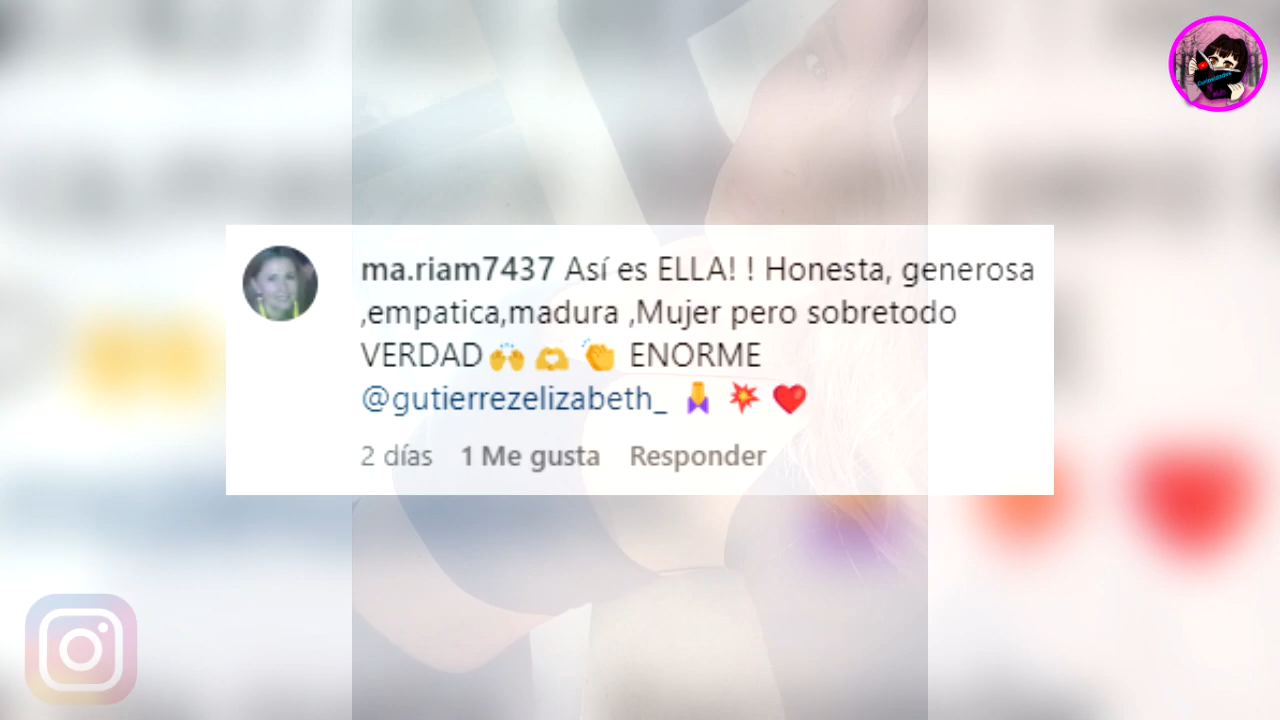 ma.riam7437 Así es ELLA! ! Honesta, generosa
,empatica,madura ,Mujer pero sobretodo
VERDAD🙌 🫶 👏 ENORME
@gutierrezelizabeth_ 🧘‍♀️ 💥 ❤️
2 días 1 Me gusta Responder